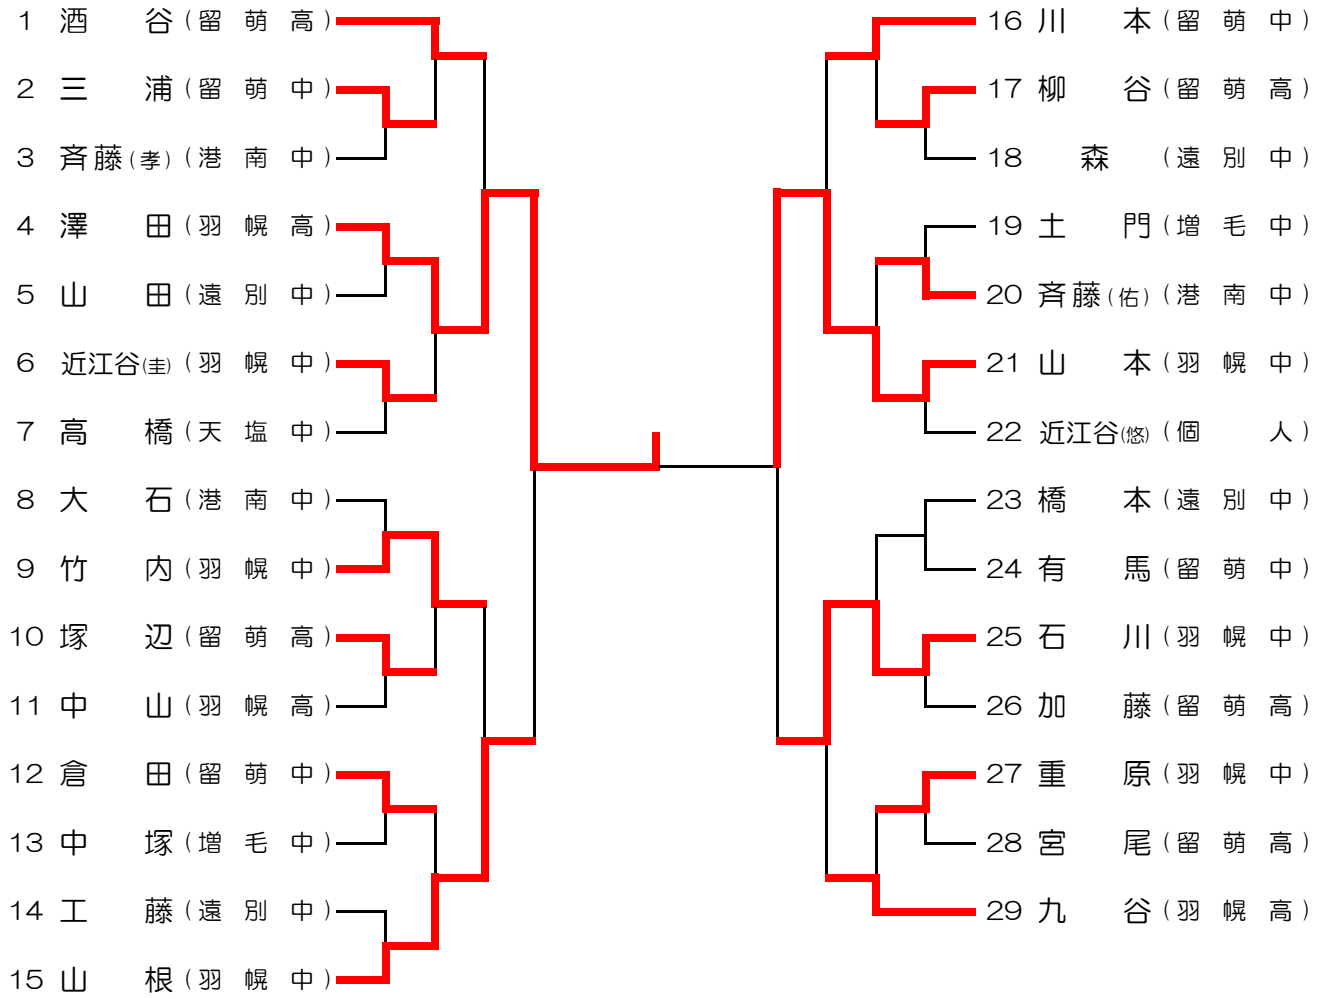 1 酒谷(留萌高)
2 三浦(留萌中)
3 斉藤(孝)(港南中)
4 澤田(羽幌高)
5 山田(遠別中)
6 近江谷(圭)(羽幌中)
7 高橋(天塩中)
8 大石(港南中)
9 竹内(羽幌中)
10 塚辺(留萌高)
11 中山(羽幌高)
12 倉田(留萌中)
13 中塚(増毛中)
14 工藤(遠別中)
15 山根(羽幌中)
16 川本(留萌中)
17 柳谷(留萌高)
18 森(遠別中)
19 土門(増毛中)
20 斉藤(佑)(港南中)
21 山本(羽幌中)
22 近江谷(悠)(個人)
23 橋本(遠別中)
24 有馬(留萌中)
25 石川(羽幌中)
26 加藤(留萌高)
27 重原(羽幌中)
28 宮尾(留萌高)
29 九谷(羽幌高)